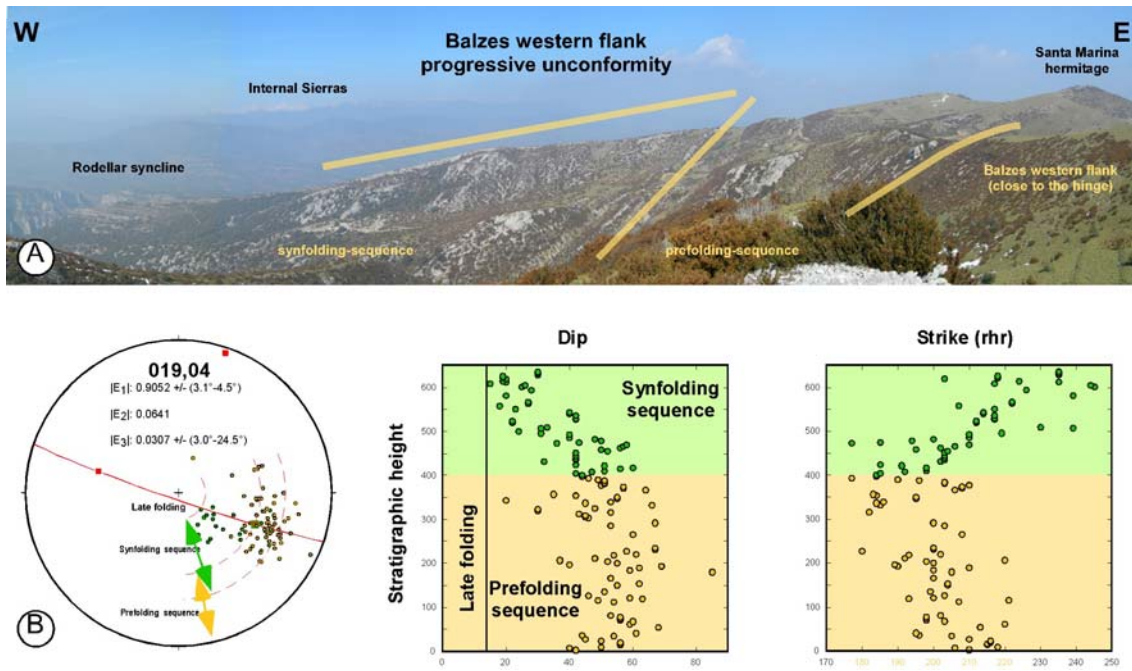 W
E
Balzes western flank
progressive unconformity
Santa Marina
hermitage
Internal Sierras
Rodellar syncline
Balzes western flank
(close to the hinge)
synfolding-sequence
prefolding-sequence
A
019,04
|E1|: 0.9052 +/- (3.1°-4.5°)
|E2|: 0.0641
|E3|: 0.0307 +/- (3.0°-24.5°)
Late folding
Synfolding sequence
Prefolding sequence
B
Dip
Stratigraphic height
600
500
400
300
200
100
0
0 20 40 60 80
Synfolding
sequence
Late folding
Prefolding
sequence
Strike (rhr)
600
500
400
300
200
100
0
170 180 190 200 210 220 230 240 250